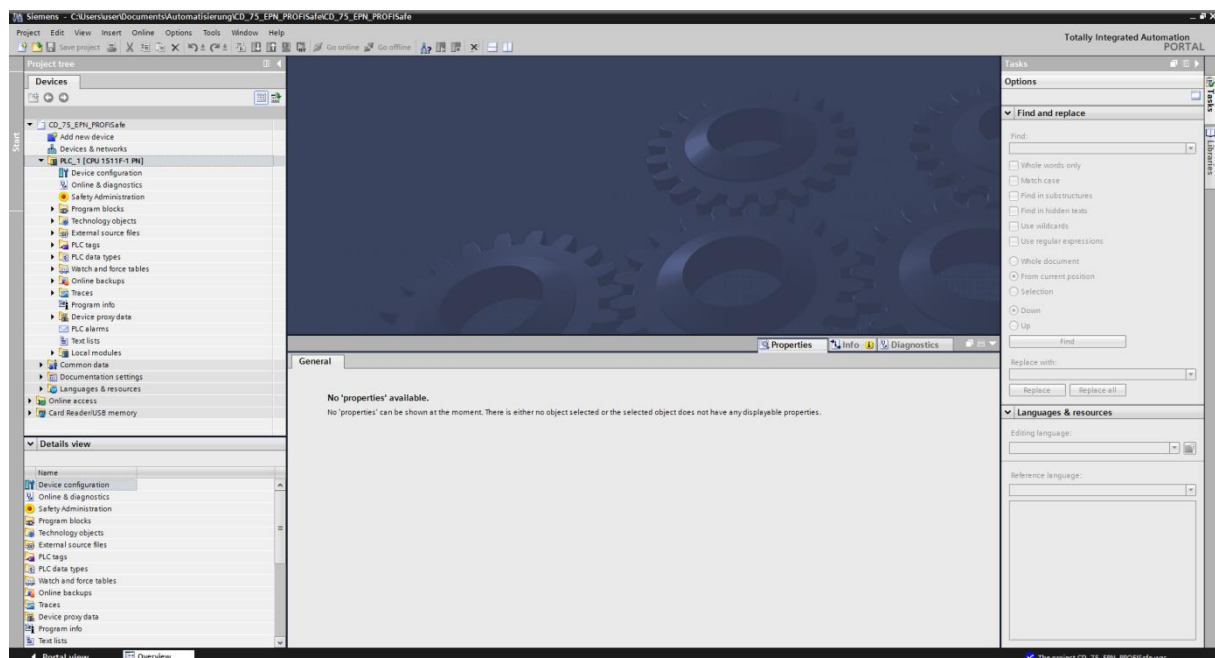 Siemens - C:\Users\user\Documents\Automatisierung\CD_75_EPN_PROFISafe\CD_75_EPN_PROFISafe
Project Edit View Insert Online Options Tools Window Help
Totally Integrated Automation
PORTAL
Save project Go online Go offline
Project tree
Devices
Start
CD_75_EPN_PROFISafe
Add new device
Devices & networks
PLC_1 [CPU 1511F-1 PN]
Device configuration
Online & diagnostics
Safety Administration
Program blocks
Technology objects
External source files
PLC tags
PLC data types
Watch and force tables
Online backups
Traces
Program info
Device proxy data
PLC alarms
Text lists
Local modules
Common data
Documentation settings
Languages & resources
Online access
Card Reader/USB memory
Details view
Name
Device configuration
Online & diagnostics
Safety Administration
Program blocks
Technology objects
External source files
PLC tags
PLC data types
Watch and force tables
Online backups
Traces
Device proxy data
Program info
Text lists
Properties Info Diagnostics
General
No 'properties' available.
No 'properties' can be shown at the moment. There is either no object selected or the selected object does not have any displayable properties.
Tasks
Options
Find and replace
Find:
Whole words only
Match case
Find in substructures
Find in hidden texts
Use wildcards
Use regular expressions
Whole document
From current position
Selection
Down
Up
Find
Replace with:
Replace Replace all
Languages & resources
Editing language:
Reference language:
Tasks
Libraries
Portal view Overview
The project CD_75_EPN_PROFISafe was